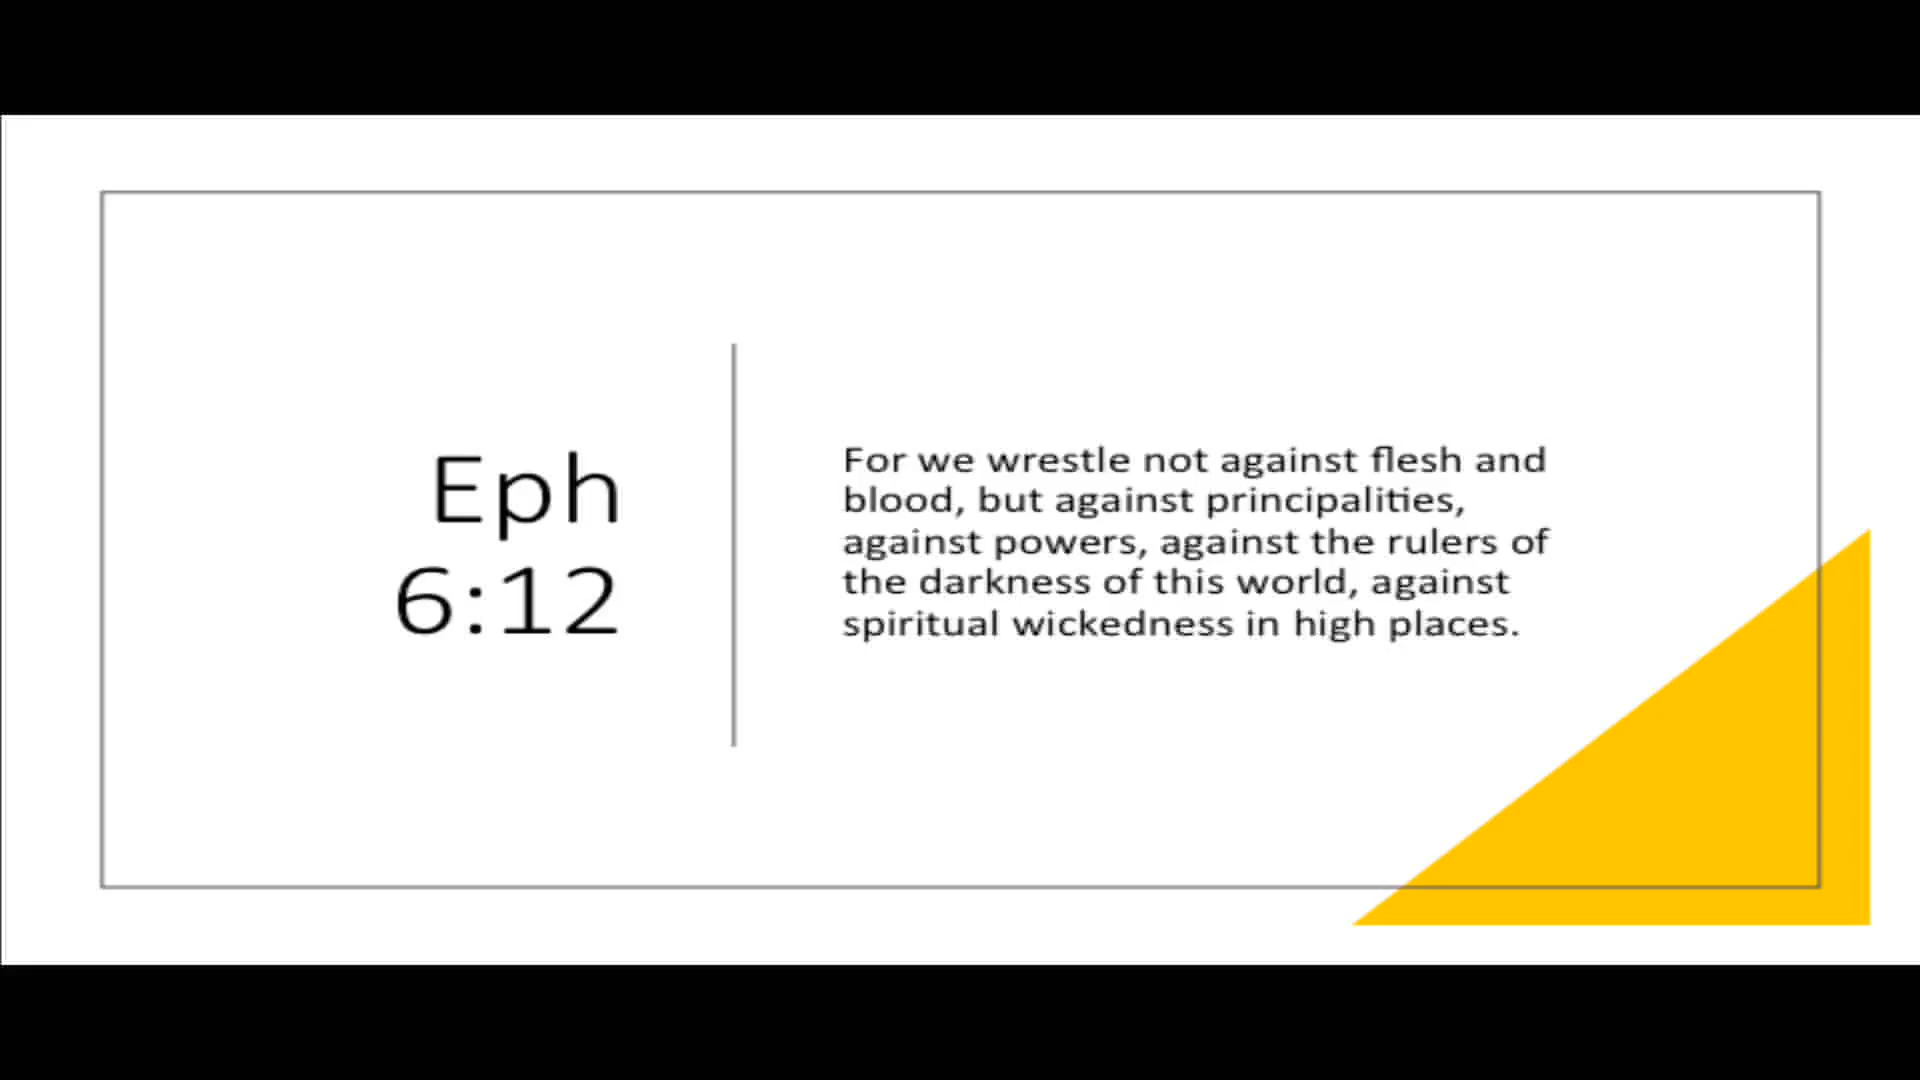 Eph
6:12
For we wrestle not against flesh and
blood, but against principalities,
against powers, against the rulers of
the darkness of this world, against
spiritual wickedness in high places.